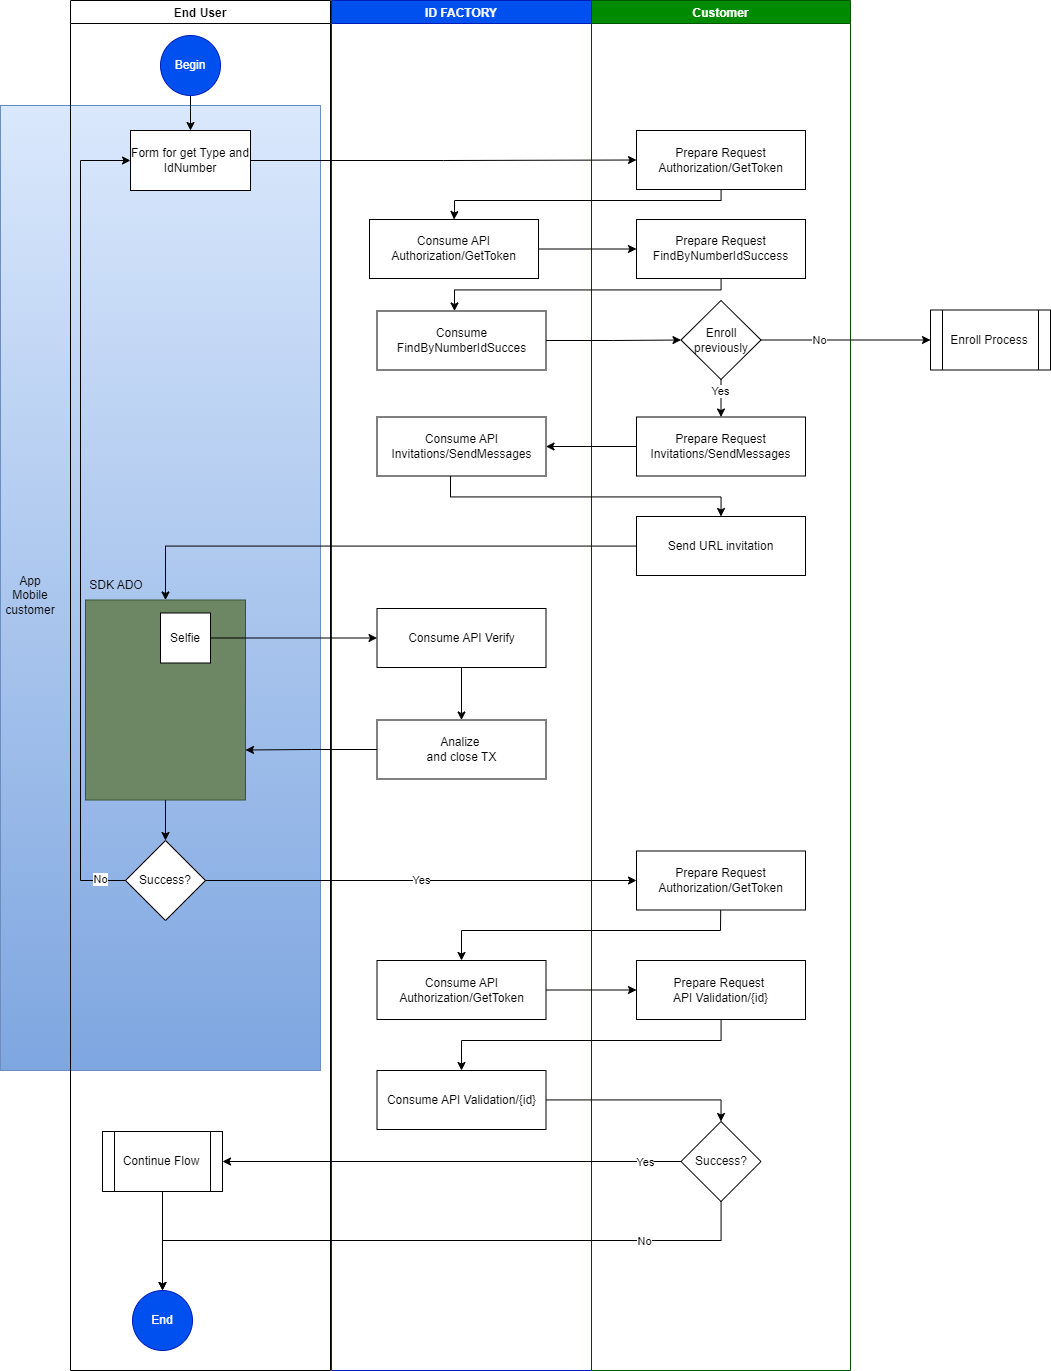 End User
ID FACTORY
Customer
Begin
Form for get Type and
IdNumber
Prepare Request
Authorization/GetToken
Consume API
Authorization/GetToken
Prepare Request
FindByNumberIdSuccess
Consume
FindByNumberIdSucces
Enroll
previously
No
Enroll Process
Yes
Consume API
Invitations/SendMessages
Prepare Request
Invitations/SendMessages
Send URL invitation
App
Mobile
customer
SDK ADO
Selfie
Consume API Verify
Analize
and close TX
Success?
No
Yes
Prepare Request
Authorization/GetToken
Consume API
Authorization/GetToken
Prepare Request
API Validation/{id}
Consume API Validation/{id}
Continue Flow
Yes
Success?
No
End